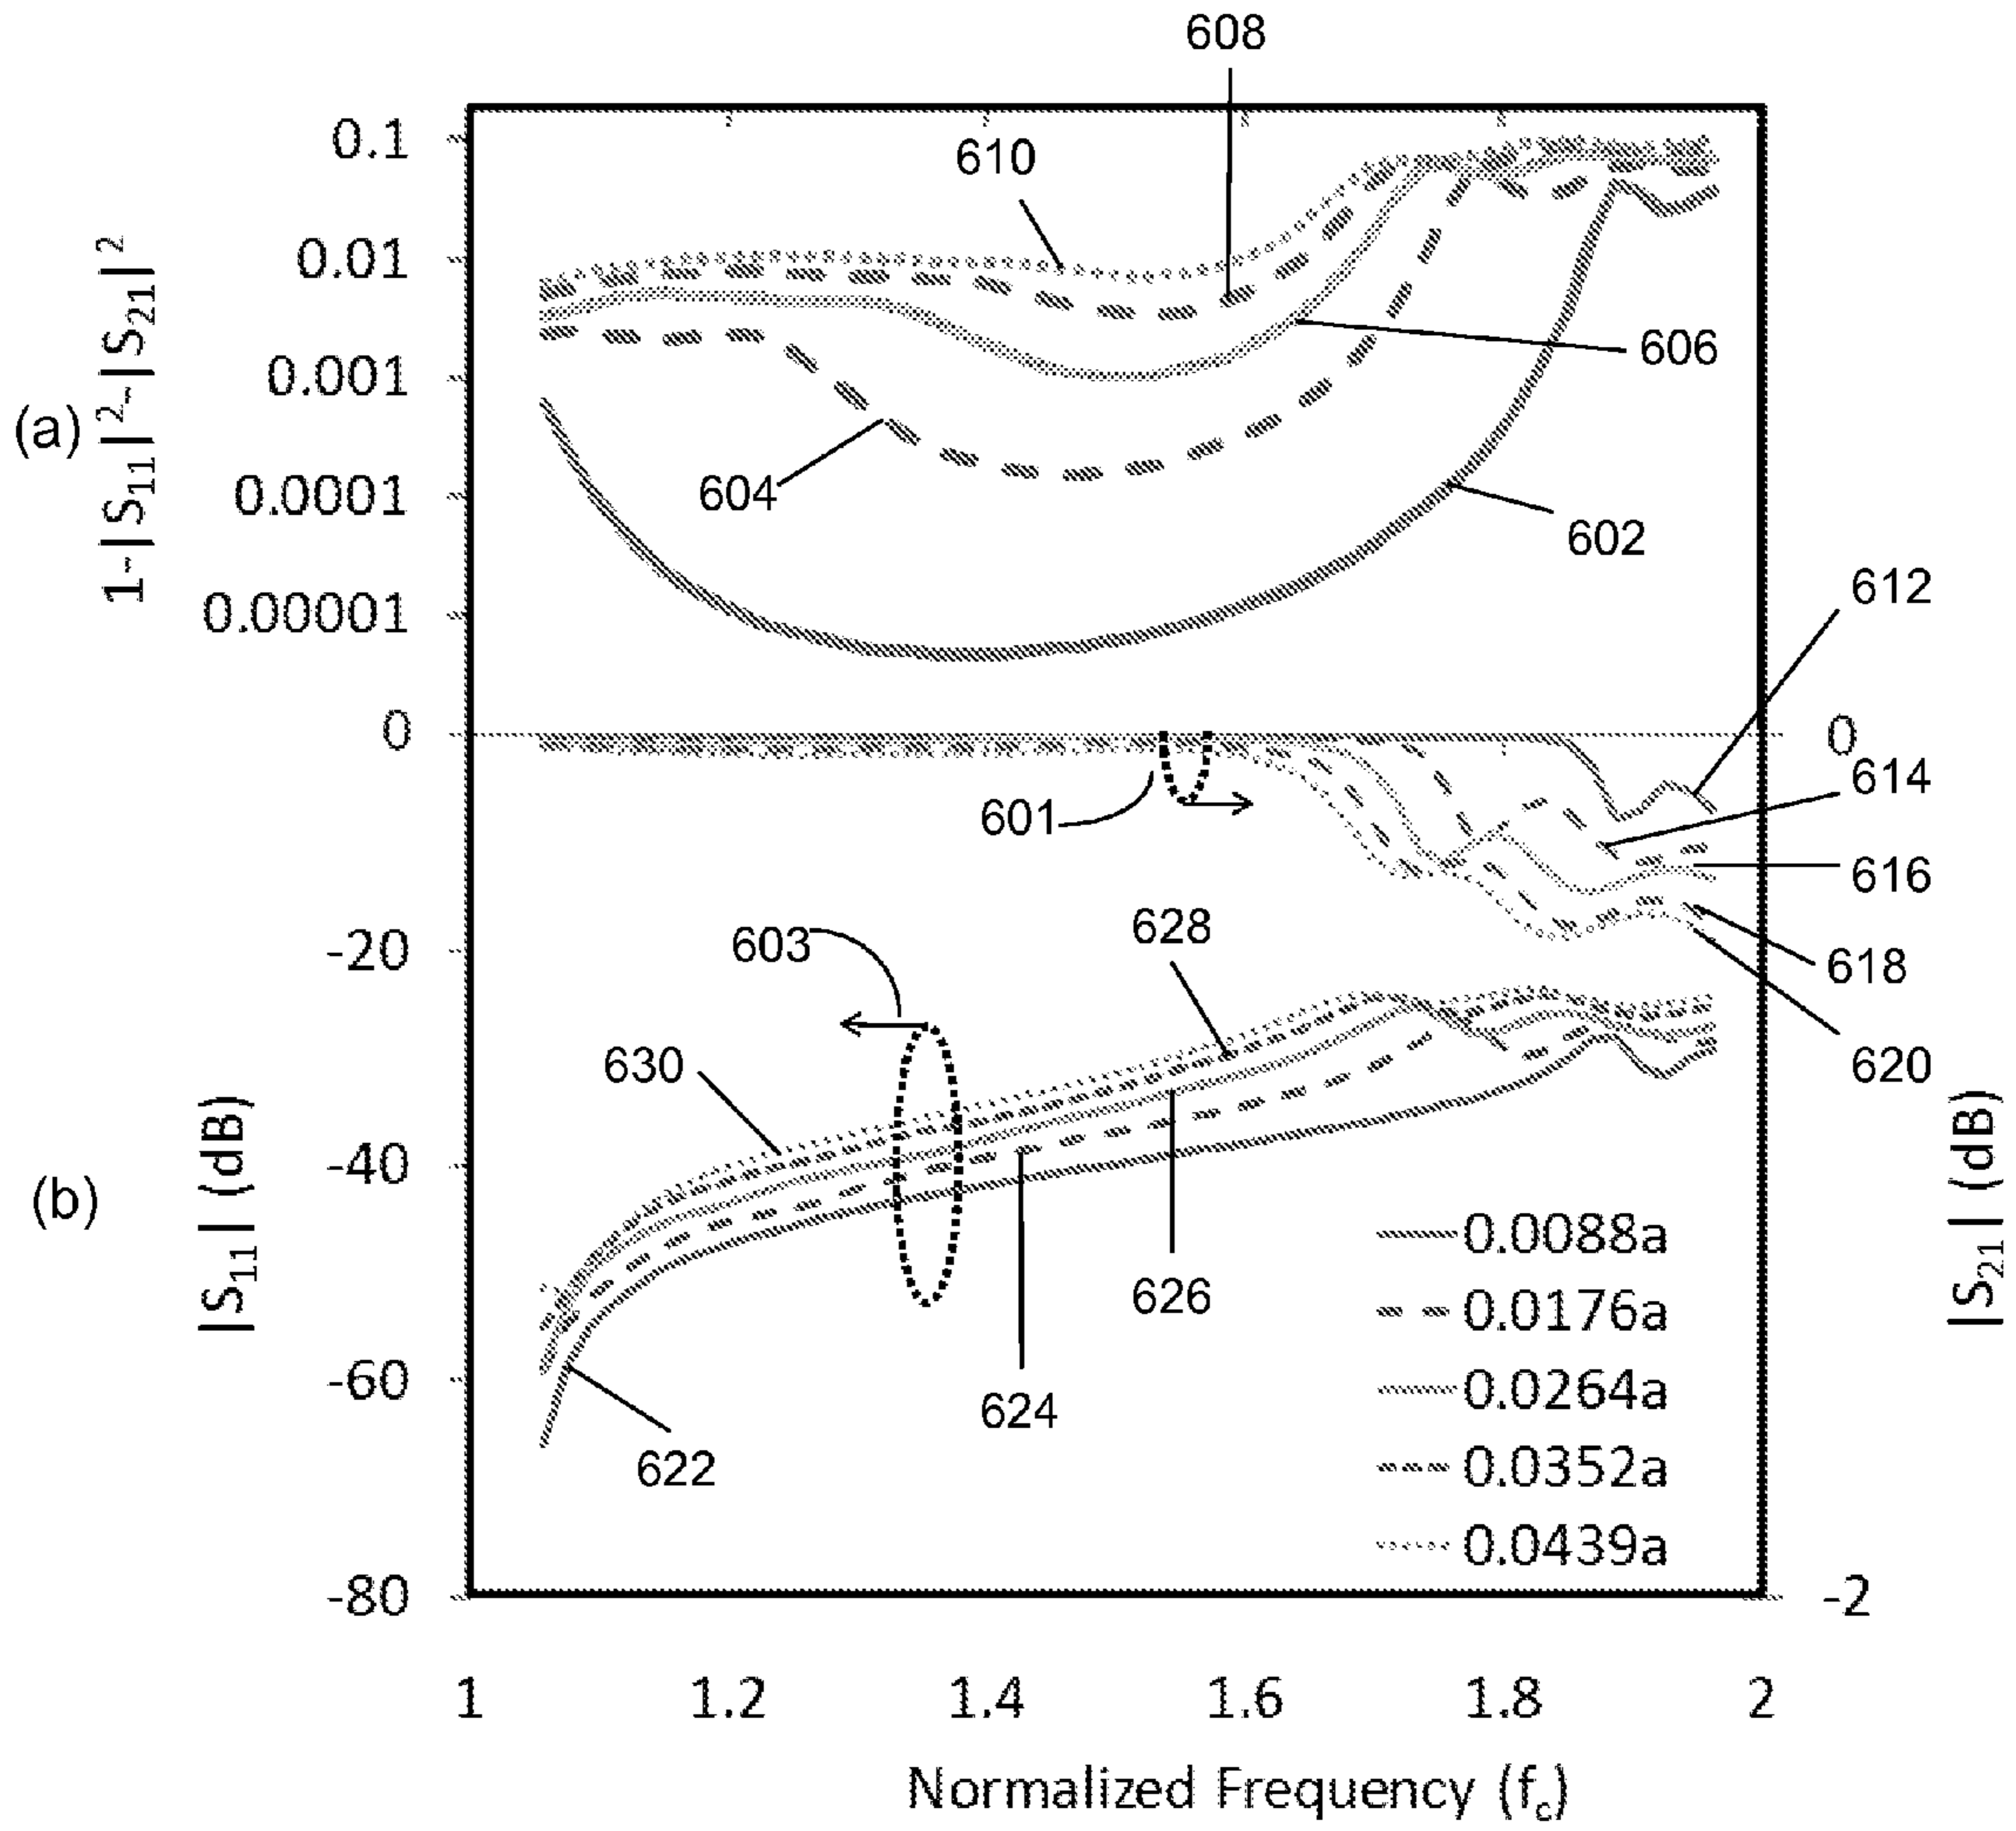 608
0.1
610
0.01
(a)
1-|S11|2-|S21|2
0.001
606
0.0001
604
602
0.00001
612
0
0
601
614
616
-20
603
628
618
630
620
-40
(b)
|S11| (dB)
|S21| (dB)
0.0088a
626
0.0176a
-60
0.0264a
624
622
0.0352a
0.0439a
-80
-2
1 1.2 1.4 1.6 1.8 2
Normalized Frequency (fc)